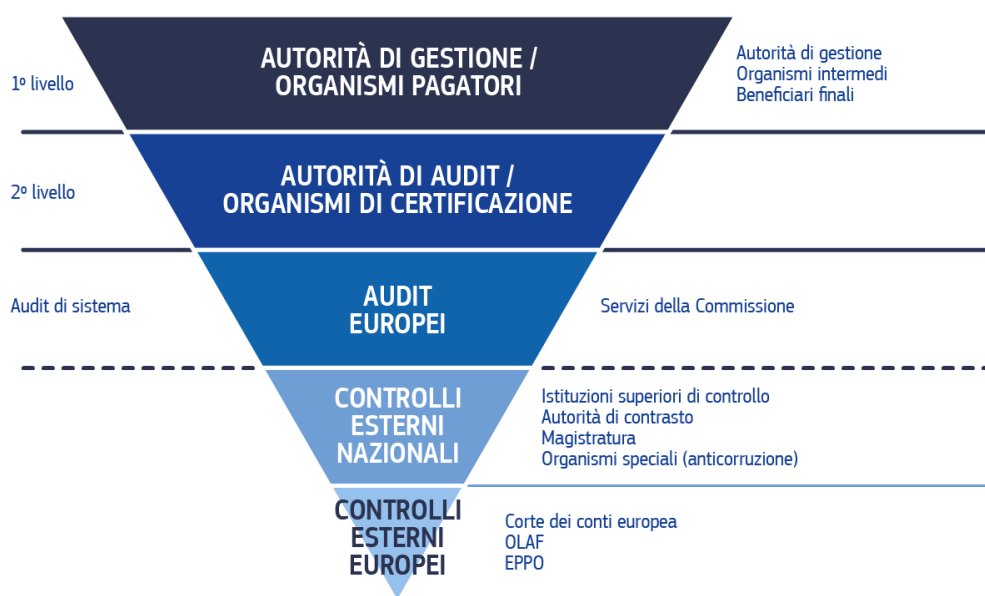 1º livello
AUTORITÀ DI GESTIONE /
ORGANISMI PAGATORI
Autorità di gestione
Organismi intermedi
Beneficiari finali
2º livello
AUTORITÀ DI AUDIT /
ORGANISMI DI CERTIFICAZIONE
Audit di sistema
AUDIT
EUROPEI
Servizi della Commissione
CONTROLLI
ESTERNI
NAZIONALI
Istituzioni superiori di controllo
Autorità di contrasto
Magistratura
Organismi speciali (anticorruzione)
CONTROLLI
ESTERNI
EUROPEI
Corte dei conti europea
OLAF
EPPO